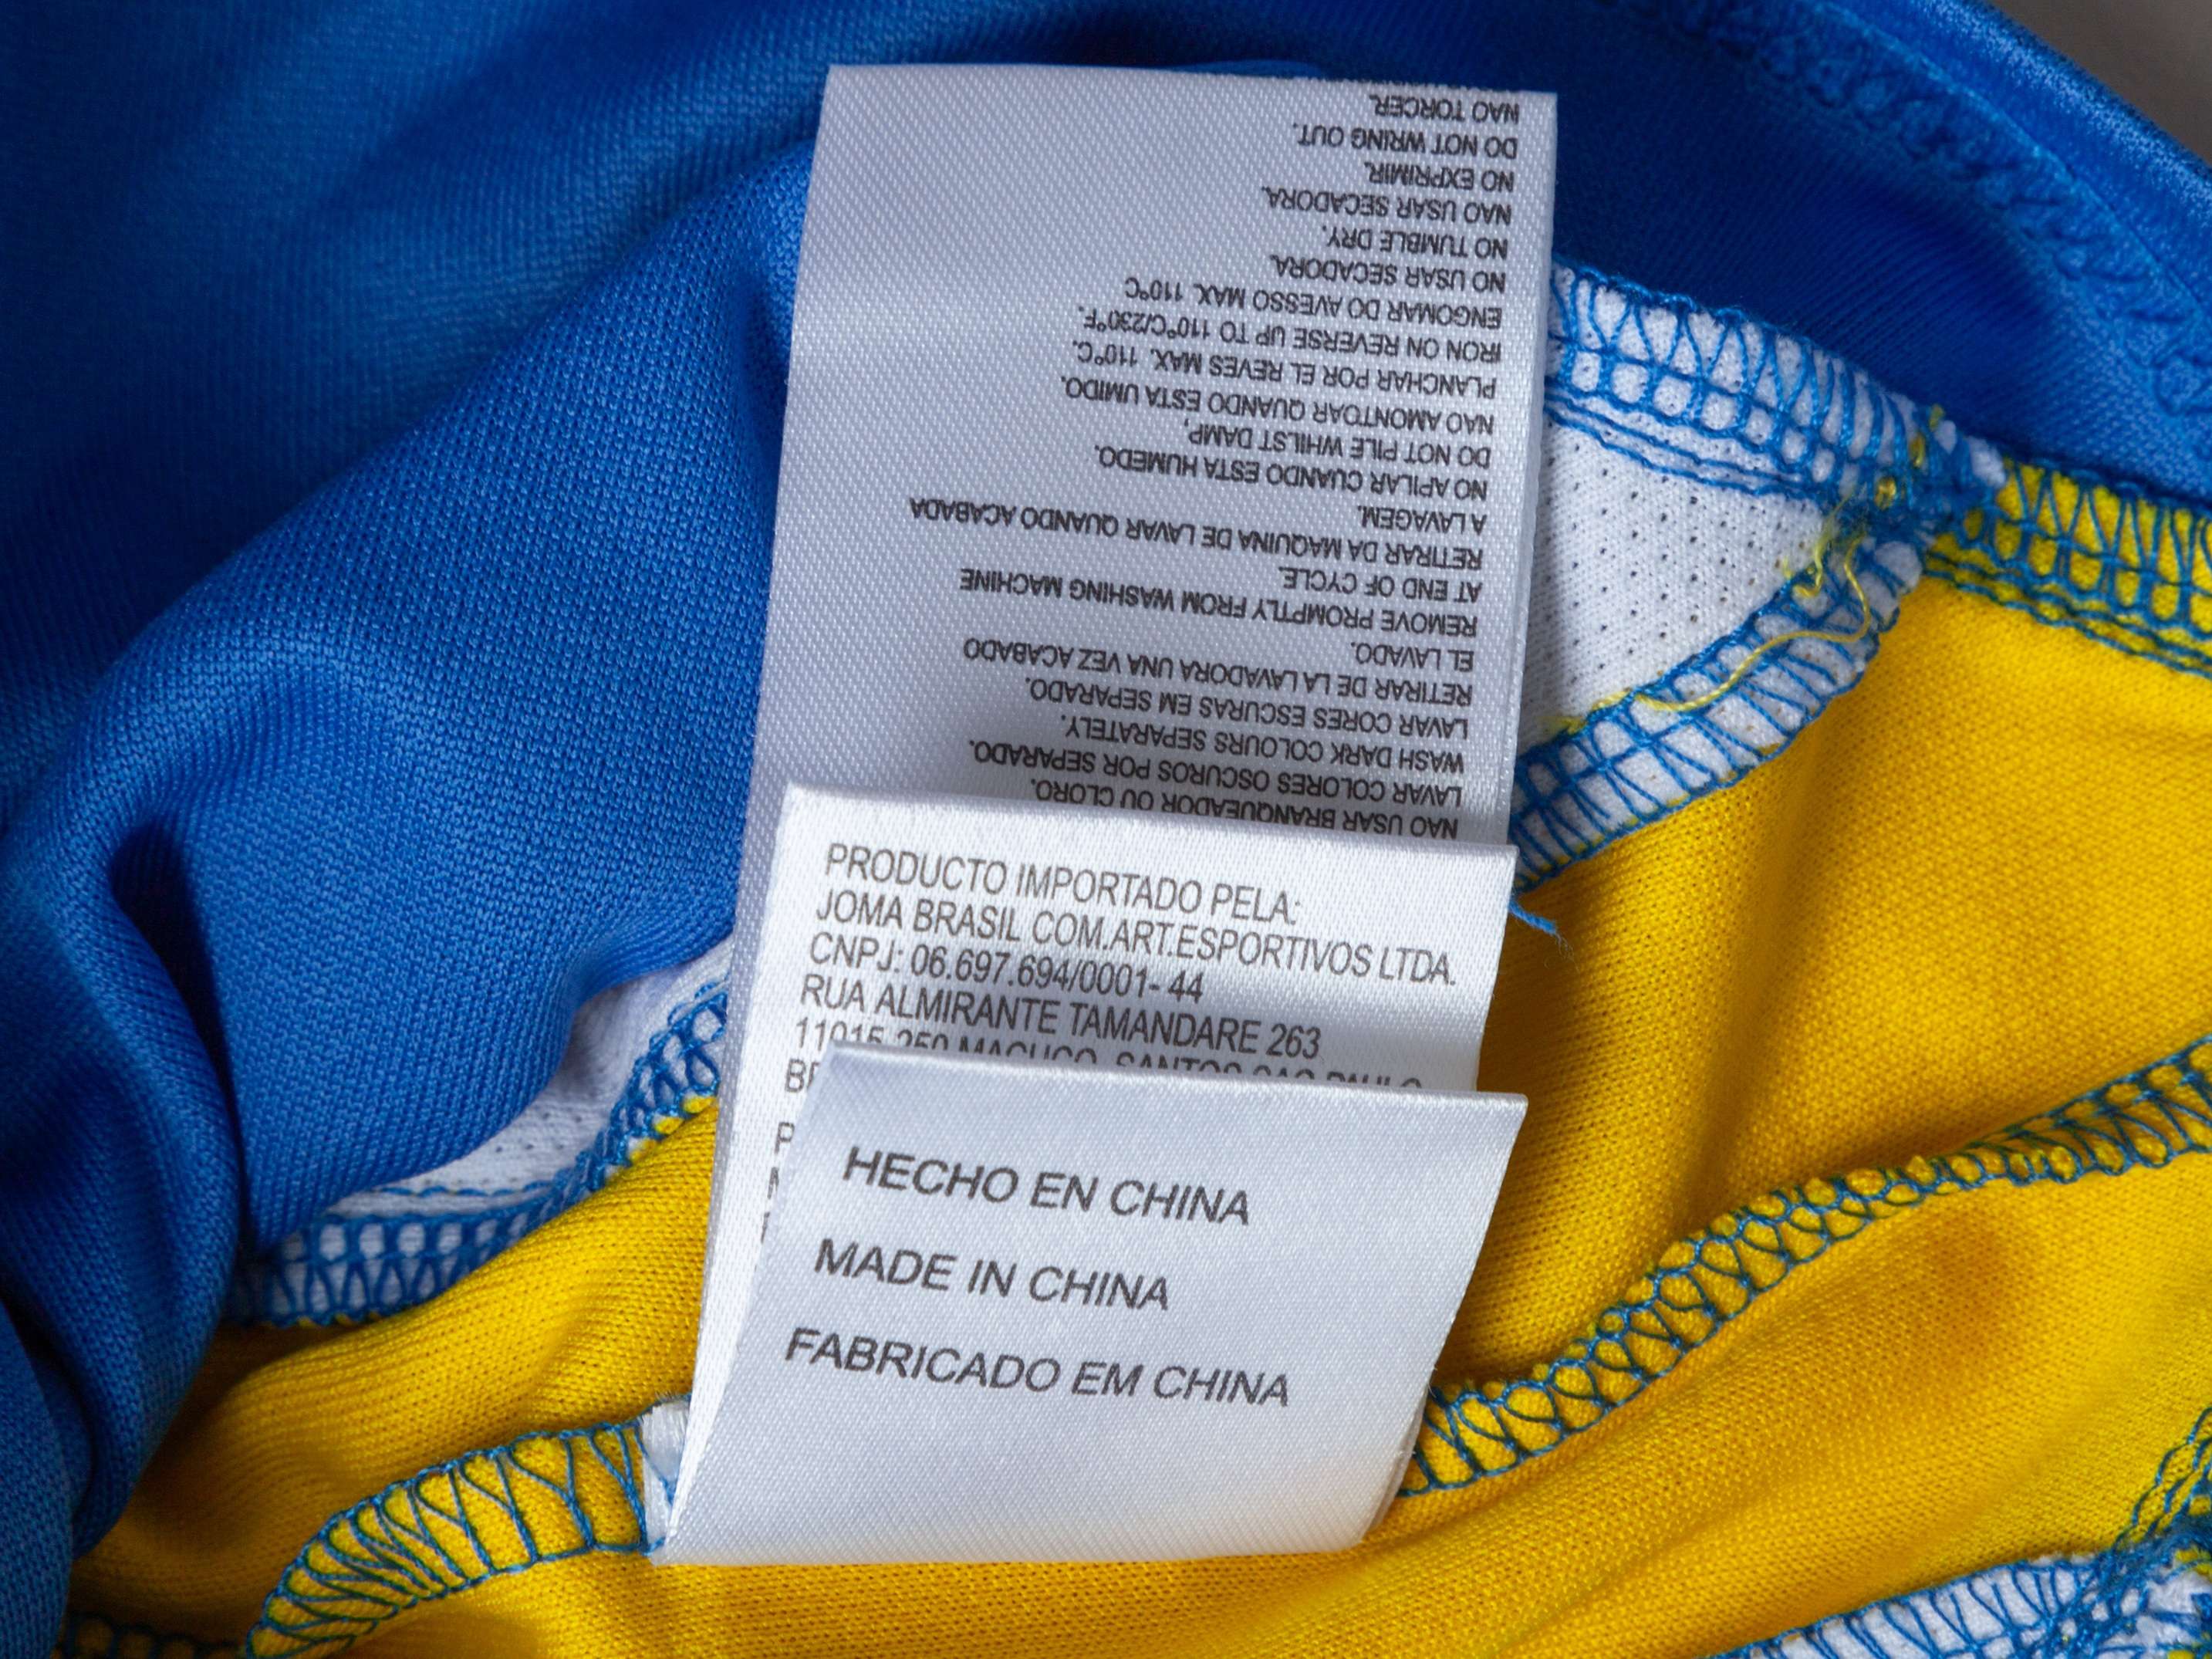 NAO USAR BRANQUEADOR OU CLORO.
LAVAR COLORES OSCUROS POR SEPARADO
WASH DARK COLOURS SEPARATELY.
LAVAR CORES ESCURAS EM SEPARADO.
RETIRAR DE LA LAVADORA UNA VEZ ACABADO
EL LAVADO.
REMOVE PROMPTLY FROM WASHING MACHINE
AT END OF CYCLE.
RETIRAR DA MAQUINA DE LAVAR QUANDO ACABADA
A LAVAGEM.
NO APILAR CUANDO ESTA HUMEDO.
DO NOT PILE WHILST DAMP,
NAO AMONTOAR QUANDO ESTA UMIDO.
PLANCHAR POR EL REVES MAX. 110°C.
IRON ON REVERSE UP TO 110°C/230°F.
ENGOMAR DO AVESSO MAX. 110°C
NO USAR SECADORA.
NO TUMBLE DRY.
NAO USAR SECADORA.
NO EXPRIMIR.
DO NOT WRING OUT.
NAO TORCER.
PRODUCTO IMPORTADO PELA:
JOMA BRASIL COM.ART.ESPORTIVOS LTDA.
CNPJ: 06.697.694/0001- 44
RUA ALMIRANTE TAMANDARE 263
11015-250 MACUCO, SANTOS SAO PAULO
HECHO EN CHINA
MADE IN CHINA
FABRICADO EM CHINA